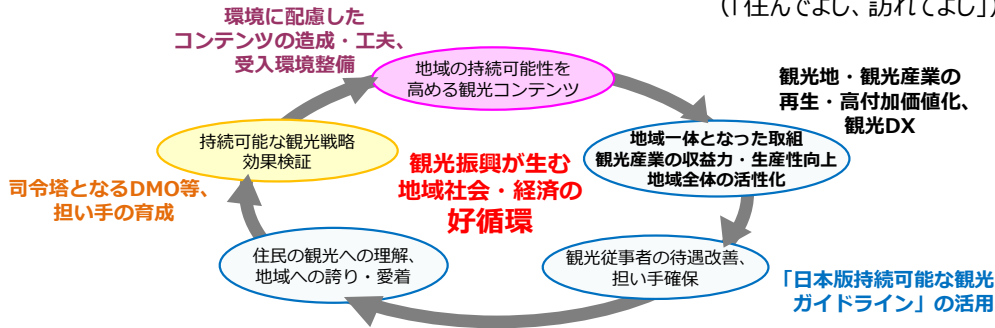 (「住んでよし、訪れてよし」)
環境に配慮した
コンテンツの造成・工夫、
受入環境整備
地域の持続可能性を
高める観光コンテンツ
観光地・観光産業の
再生・高付加価値化、
観光DX
持続可能な観光戦略
効果検証
地域一体となった取組
観光産業の収益力・生産性向上
地域全体の活性化
観光振興が生む
地域社会・経済の
好循環
司令塔となるDMO等、
担い手の育成
住民の観光への理解、
地域への誇り・愛着
観光従事者の待遇改善、
担い手確保
「日本版持続可能な観光
ガイドライン」の活用